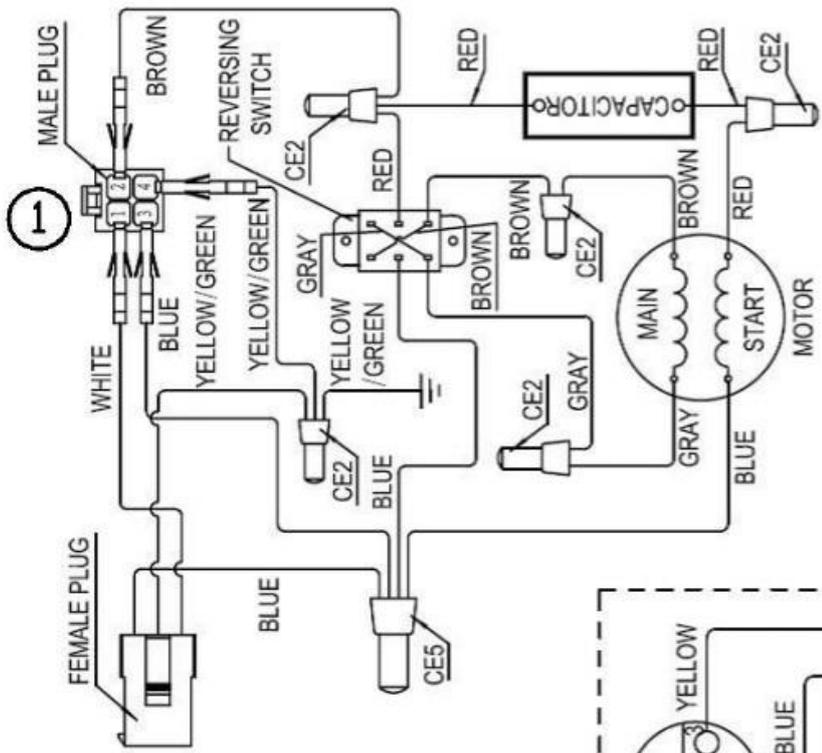 BROWN
MALE PLUG
1
2
4
1
3
REVERSING
SWITCH
CE2
RED
RED
CE2
CAPACITOR
RED
GRAY
BROWN
BROWN
CE2
BROWN
RED
MAIN
START
MOTOR
WHITE
BLUE
YELLOW/GREEN
YELLOW/GREEN
YELLOW
/GREEN
CE2
BLUE
CE2
GRAY
GRAY
BLUE
FEMALE PLUG
BLUE
CE5
YELLOW
3
BLUE